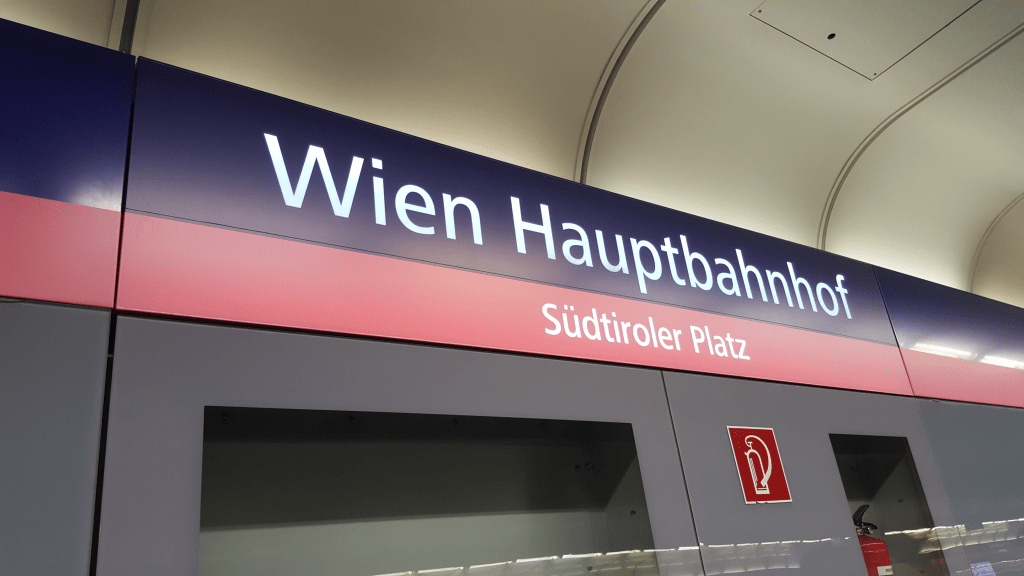 Wien Hauptbahnhof
Südtiroler Platz